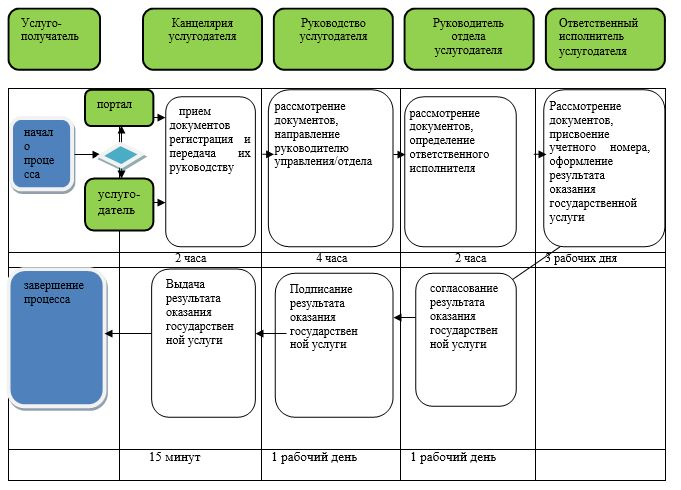 Услуго-
получатель
Канцелярия
услугодателя
Руководство
услугодателя
Руководитель
отдела
услугодателя
Ответственный
исполнитель
услугодателя
начал
о
проце
сса
портал
услуго-
датель
прием
документов
регистрация и
передача их
руководству
рассмотрение
документов,
направление
руководителю
управления/отдела
рассмотрение
документов,
определение
ответственного
исполнителя
Рассмотрение
документов,
присвоение
учетного номера,
оформление
результата
оказания
государственной
услуги
2 часа
4 часа
2 часа
3 рабочих дня
завершение
процесса
Выдача
результата
оказания
государствен
ной услуги
Подписание
результата
оказания
государствен
ной услуги
согласование
результата
оказания
государствен
ной услуги
15 минут
1 рабочий день
1 рабочий день